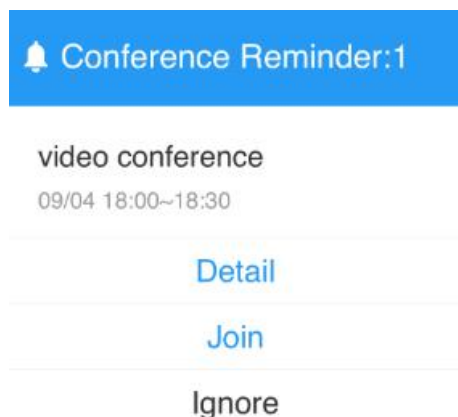 Conference Reminder:1
video conference
09/04 18:00~18:30
Detail
Join
Ignore